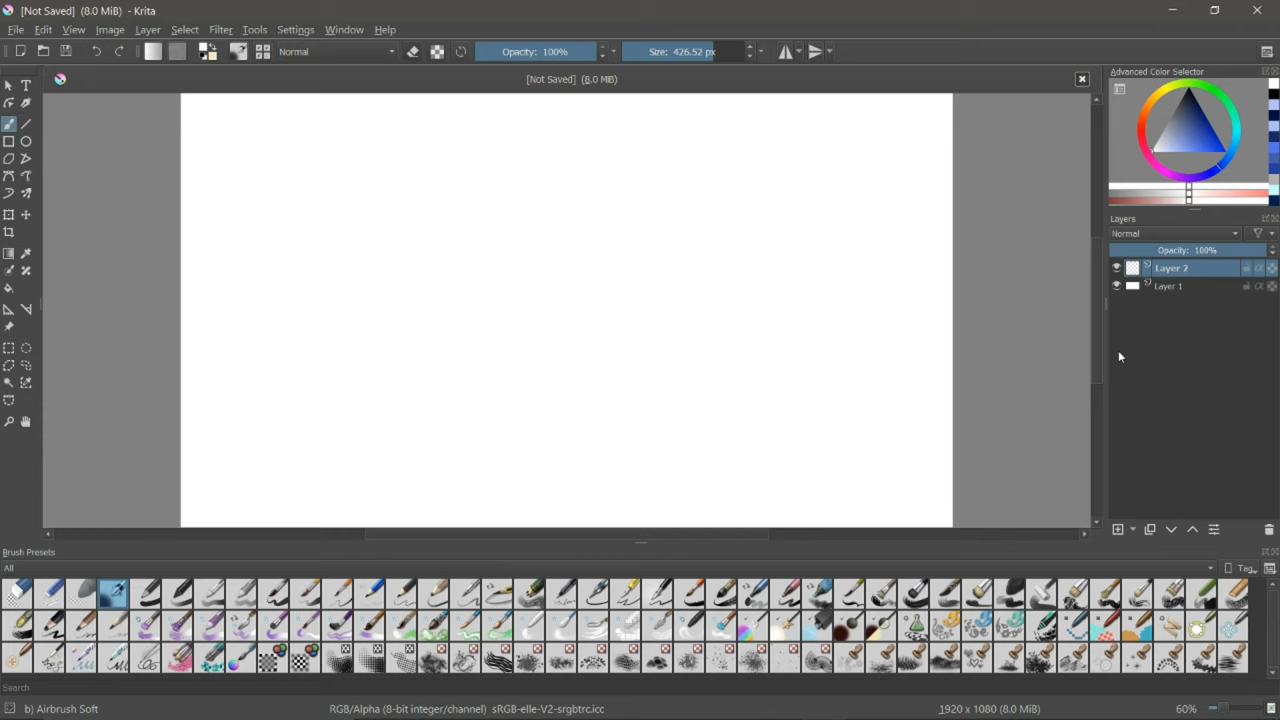 [Not Saved] (8.0 MiB) - Krita
File Edit View Image Layer Select Filter Tools Settings Window Help
Normal Opacity: 100% Size: 426.52 px
[Not Saved] (8.0 MiB)
Advanced Color Selector
Layers
Normal
Opacity: 100%
Layer 2
Layer 1
Brush Presets
All Tag
Search
b) Airbrush Soft RGB/Alpha (8-bit integer/channel) sRGB-elle-V2-srgbtrc.icc 1920 x 1080 (8.0 MiB) 60%